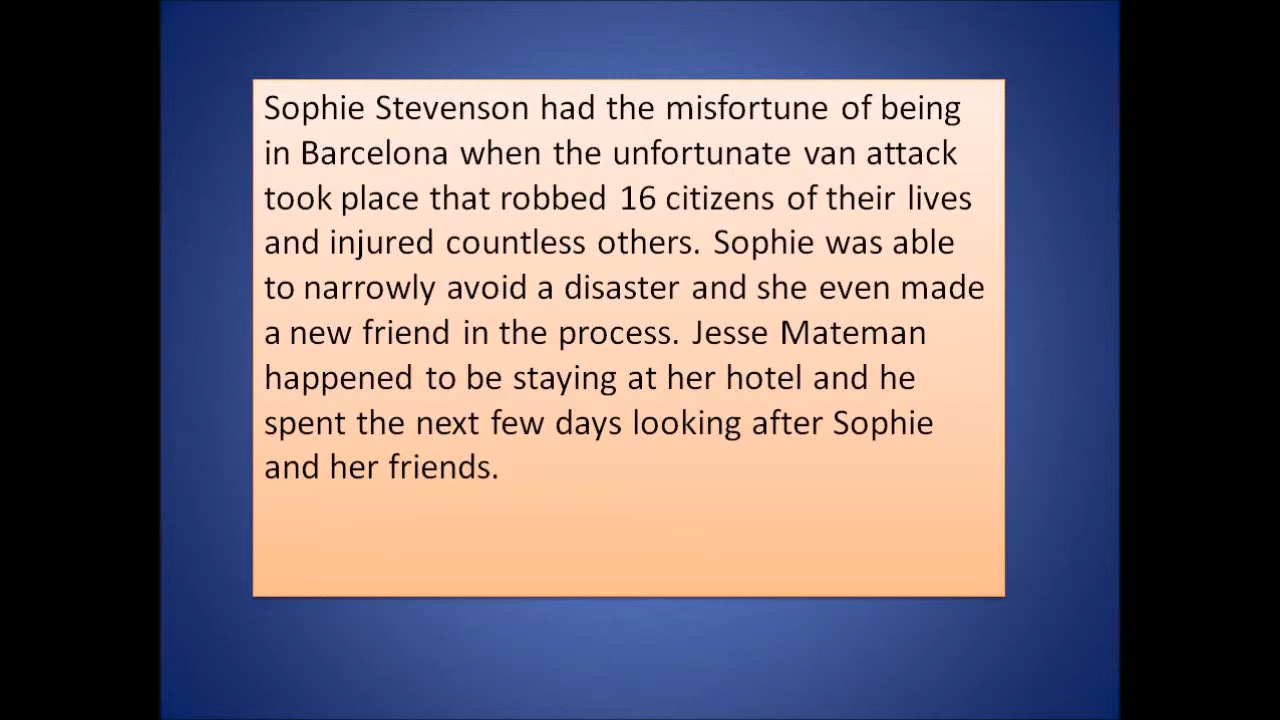 Sophie Stevenson had the misfortune of being
in Barcelona when the unfortunate van attack
took place that robbed 16 citizens of their lives
and injured countless others. Sophie was able
to narrowly avoid a disaster and she even made
a new friend in the process. Jesse Mateman
happened to be staying at her hotel and he
spent the next few days looking after Sophie
and her friends.